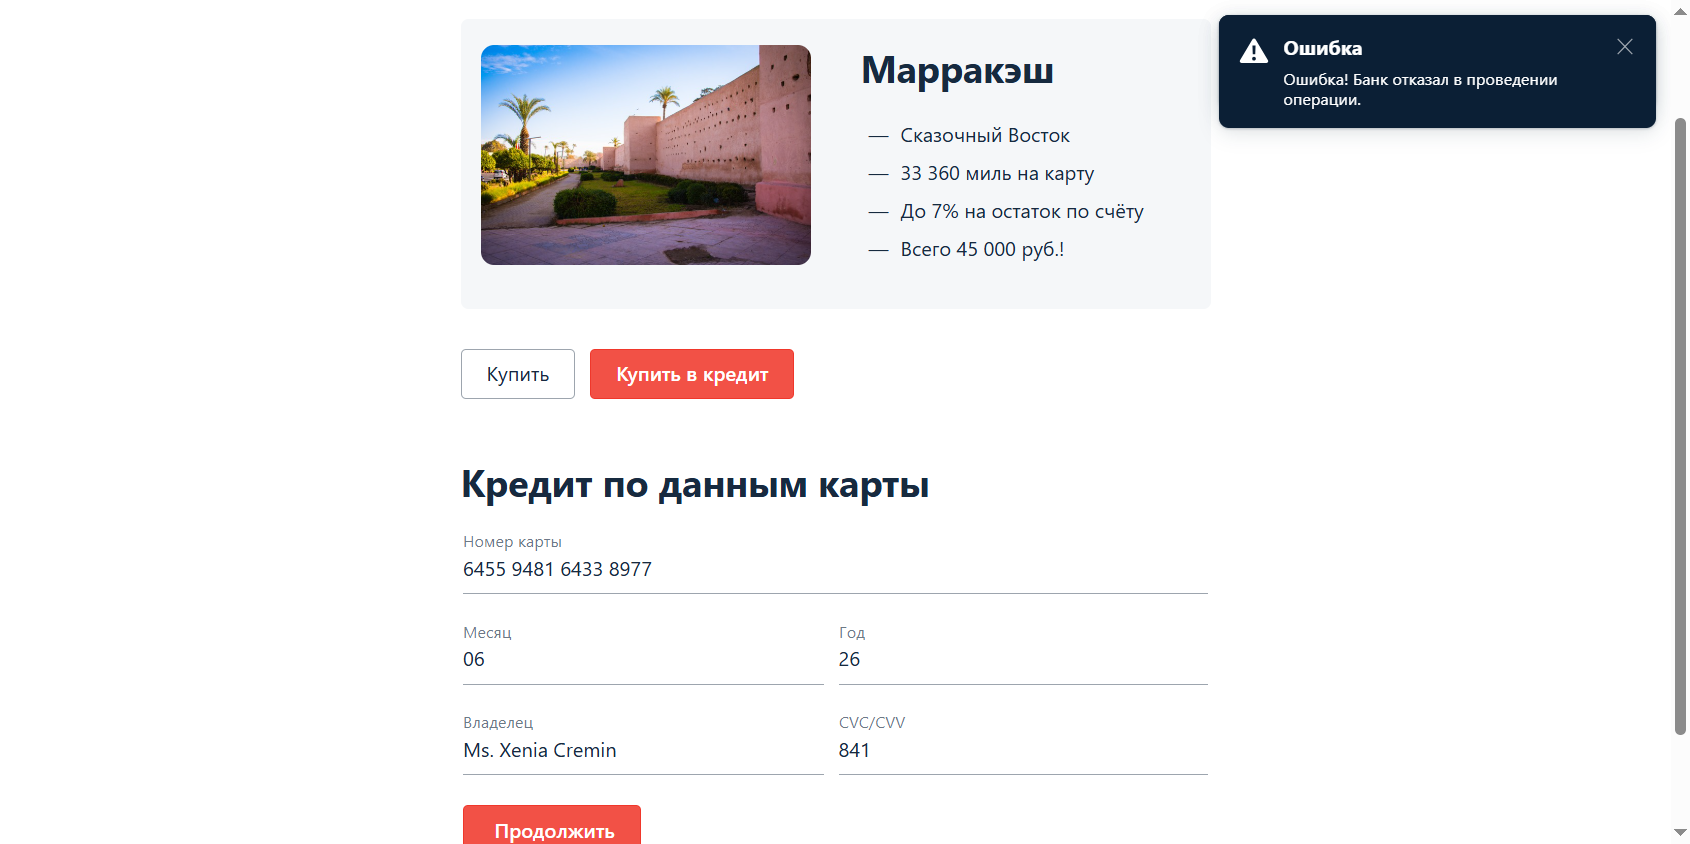 Марракэш
— Сказочный Восток
— 33 360 миль на карту
— До 7% на остаток по счёту
— Всего 45 000 руб.!
Ошибка
Ошибка! Банк отказал в проведении
операции.
Купить
Купить в кредит
Кредит по данным карты
Номер карты
6455 9481 6433 8977
Месяц
06
Год
26
Владелец
Ms. Xenia Cremin
CVC/CVV
841
Продолжить